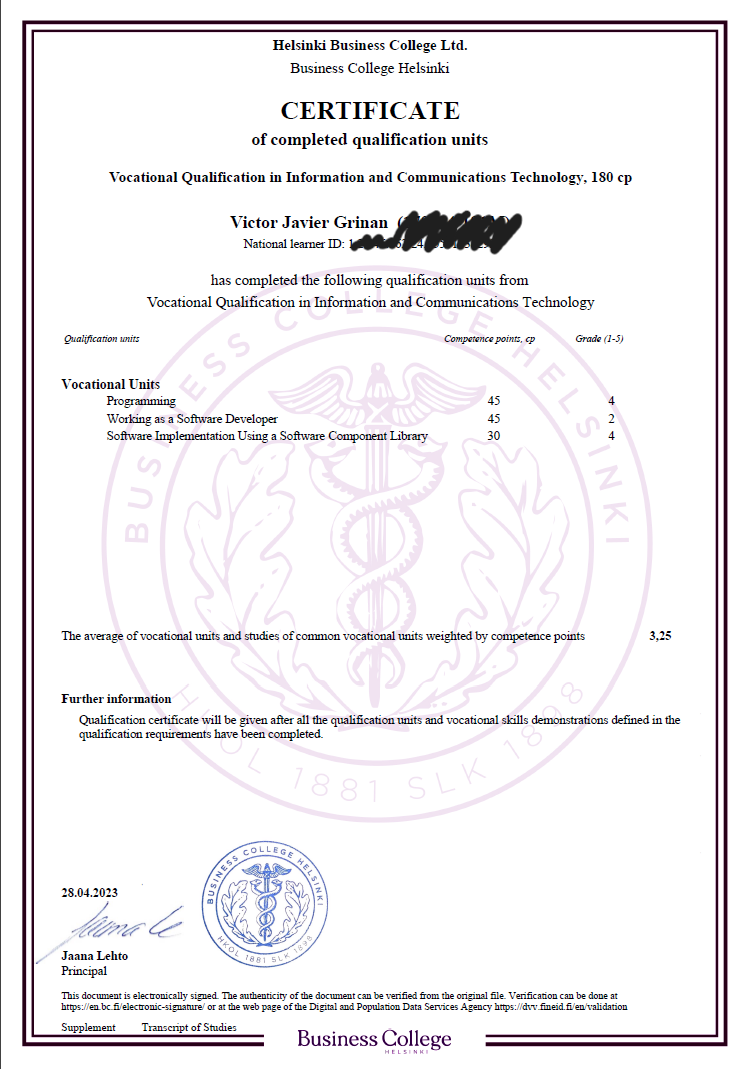 Helsinki Business College Ltd.
Business College Helsinki
CERTIFICATE
of completed qualification units
Vocational Qualification in Information and Communications Technology, 180 cp
Victor Javier Grinan
National learner ID:
has completed the following qualification units from
Vocational Qualification in Information and Communications Technology
Qualification units Competence points, cp Grade (1-5)
Vocational Units
Programming 45 4
Working as a Software Developer 45 2
Software Implementation Using a Software Component Library 30 4
The average of vocational units and studies of common vocational units weighted by competence points 3,25
Further information
Qualification certificate will be given after all the qualification units and vocational skills demonstrations defined in the
qualification requirements have been completed.
BUSINESS COLLEGE HELSINKI
HKOL 1881 SLK 1898
28.04.2023
BUSINESS COLLEGE HELSINKI
HKOL 1881 SLK 1898
Jaana Lehto
Principal
This document is electronically signed. The authenticity of the document can be verified from the original file. Verification can be done at
https://en.bc.fi/electronic-signature/ or at the web page of the Digital and Population Data Services Agency https://dvv.fineid.fi/en/validation
Supplement Transcript of Studies
Business College
HELSINKI